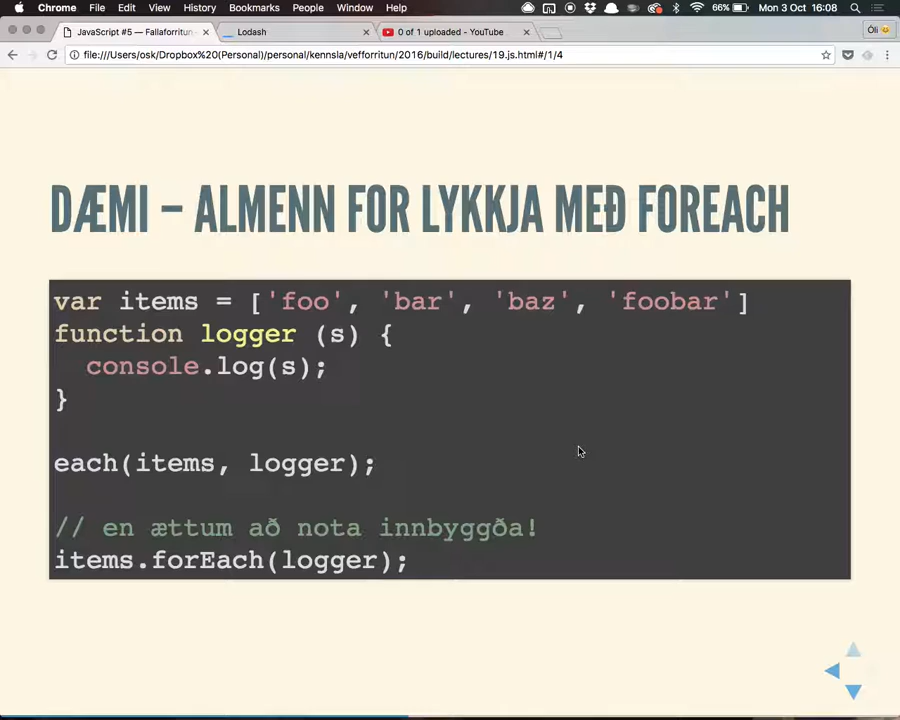 Chrome File Edit View History Bookmarks People Window Help 66% Mon 3 Oct 16:08
JavaScript #5 — Fallaforritun Lodash 0 of 1 uploaded - YouTube Óli
file:///Users/osk/Dropbox%20(Personal)/personal/kennsla/vefforritun/2016/build/lectures/19.js.html#/1/4
DÆMI – ALMENN FOR LYKKJA MEÐ FOREACH
var items = ['foo', 'bar', 'baz', 'foobar']
function logger (s) {
console.log(s);
}
each(items, logger);
// en ættum að nota innbyggða!
items.forEach(logger);